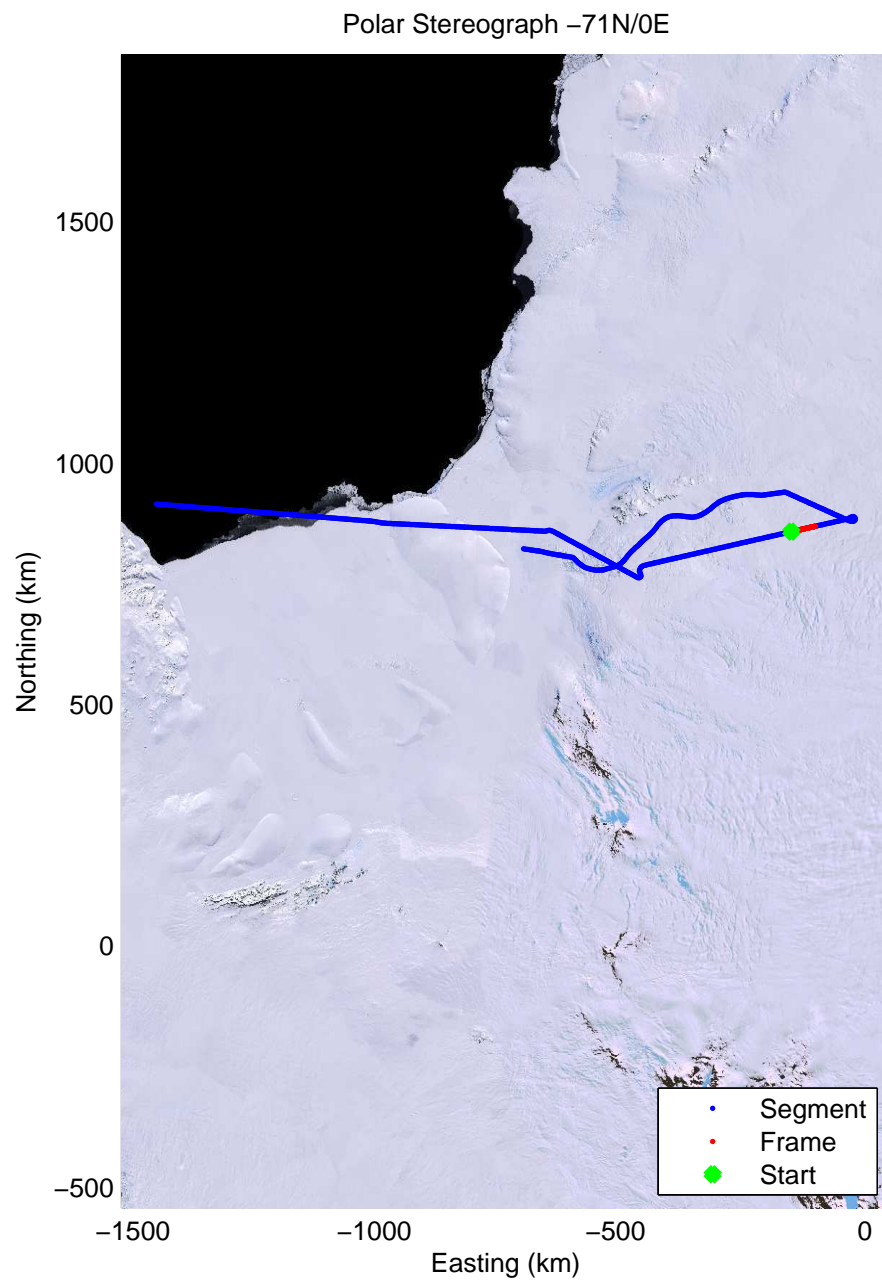 Polar Stereograph −71N/0E
1500
1000
500
0
−500
Northing (km)
−1500
−1000
−500
0
Easting (km)
Segment
Frame
Start